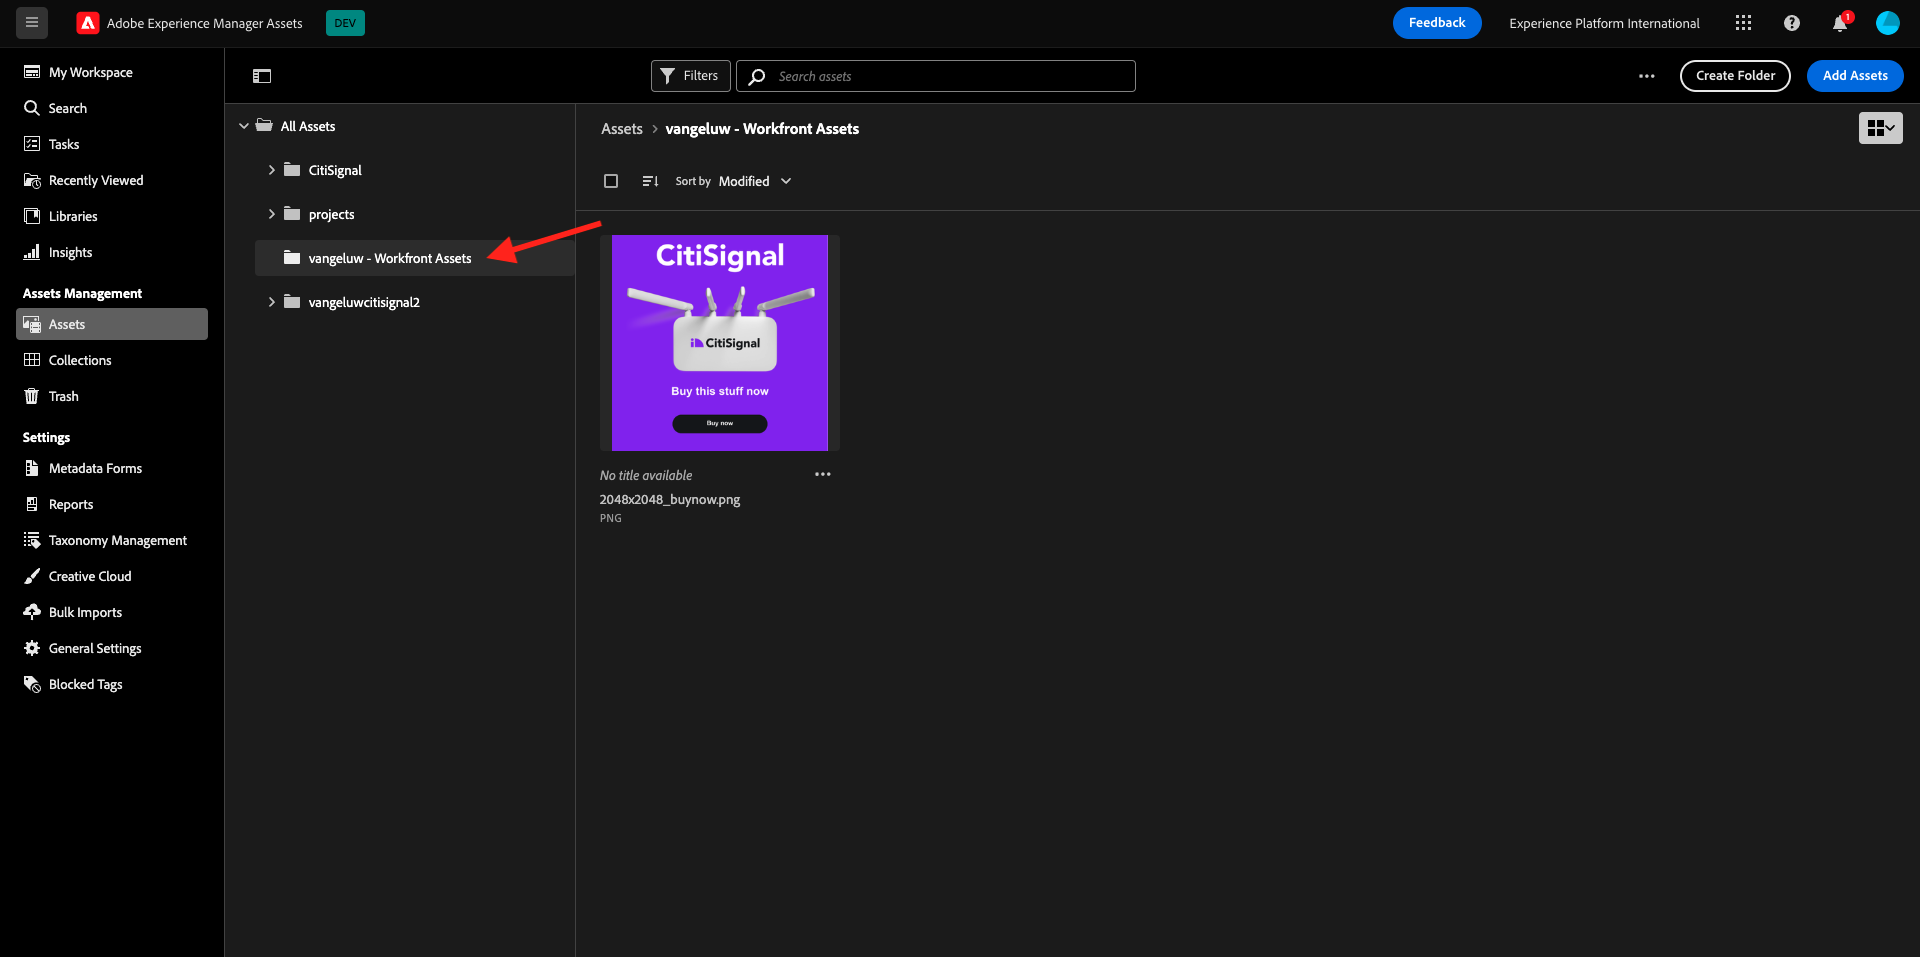 Adobe Experience Manager Assets
DEV
Feedback
Experience Platform International
1
My Workspace
Search
Tasks
Recently Viewed
Libraries
Insights
Assets Management
Assets
Collections
Trash
Settings
Metadata Forms
Reports
Taxonomy Management
Creative Cloud
Bulk Imports
General Settings
Blocked Tags
Filters
Search assets
Create Folder
Add Assets
All Assets
CitiSignal
projects
vangeluw - Workfront Assets
vangeluwcitisignal2
Assets > vangeluw - Workfront Assets
Sort by Modified
CitiSignal
CitiSignal
Buy this stuff now
Buy now
No title available
2048x2048_buynow.png
PNG